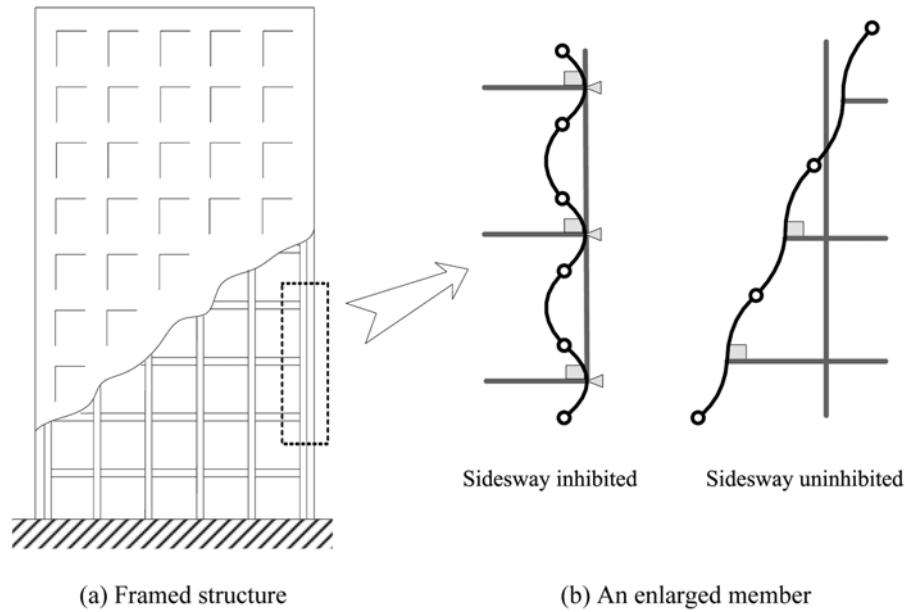 Sidesway inhibited
Sidesway uninhibited
(a) Framed structure
(b) An enlarged member